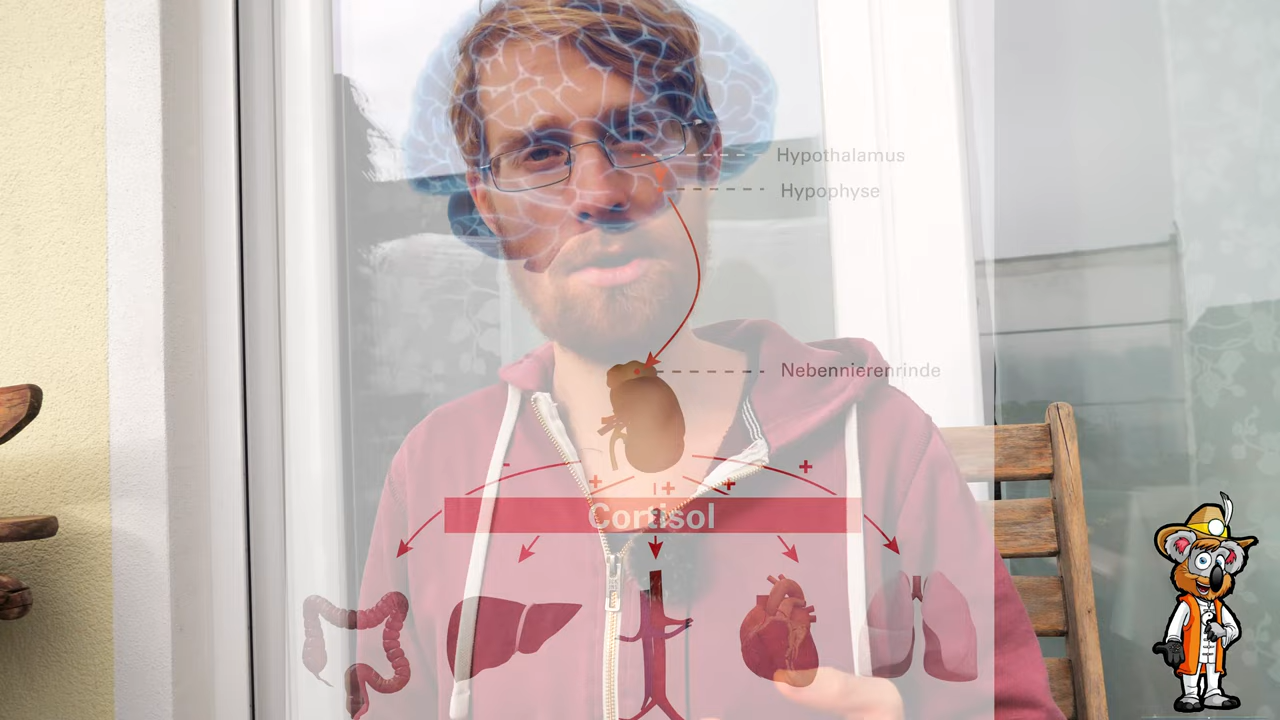 Hypothalamus
Hypophyse
Nebennierenrinde
- + + + +
Cortisol